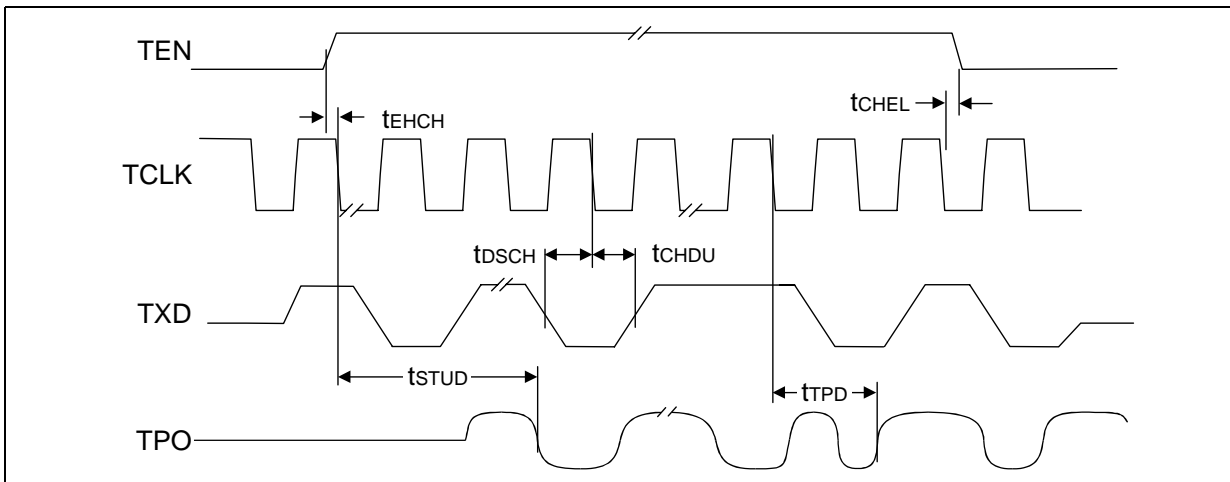 TEN
tCHEL
tEHCH
TCLK
tDSCH
tCHDU
TXD
tSTUD
tTPD
TPO